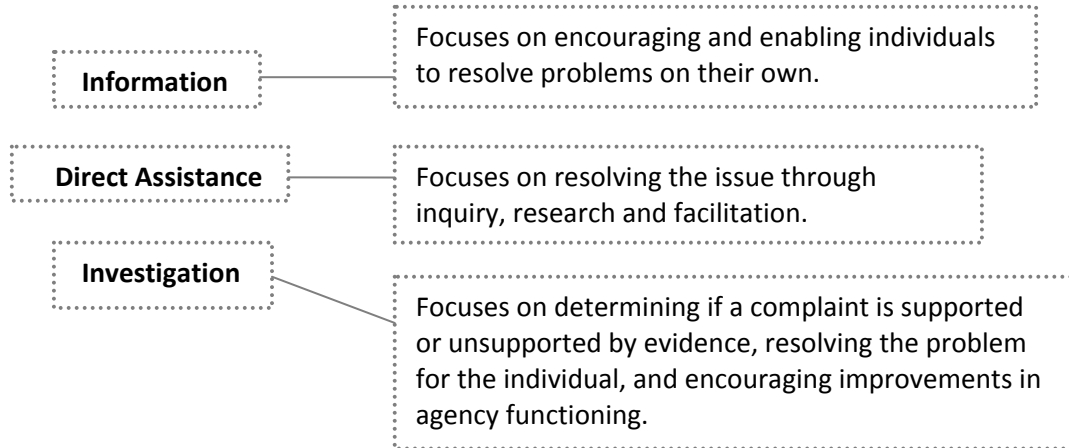 Information
Focuses on encouraging and enabling individuals
to resolve problems on their own.
Direct Assistance
Focuses on resolving the issue through
inquiry, research and facilitation.
Investigation
Focuses on determining if a complaint is supported
or unsupported by evidence, resolving the problem
for the individual, and encouraging improvements in
agency functioning.